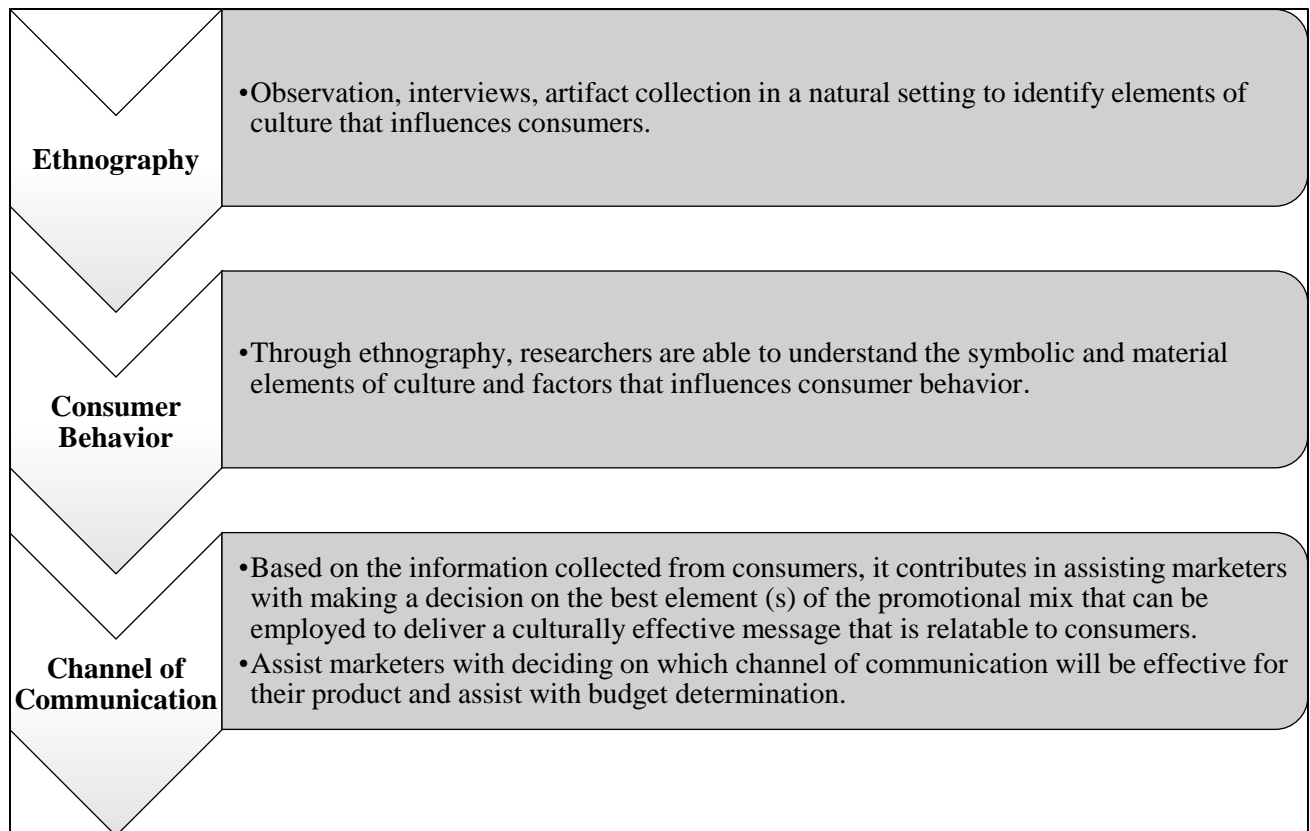 Ethnography
•Observation, interviews, artifact collection in a natural setting to identify elements of
culture that influences consumers.
Consumer
Behavior
•Through ethnography, researchers are able to understand the symbolic and material
elements of culture and factors that influences consumer behavior.
Channel of
Communication
•Based on the information collected from consumers, it contributes in assisting marketers
with making a decision on the best element (s) of the promotional mix that can be
employed to deliver a culturally effective message that is relatable to consumers.
•Assist marketers with deciding on which channel of communication will be effective for
their product and assist with budget determination.